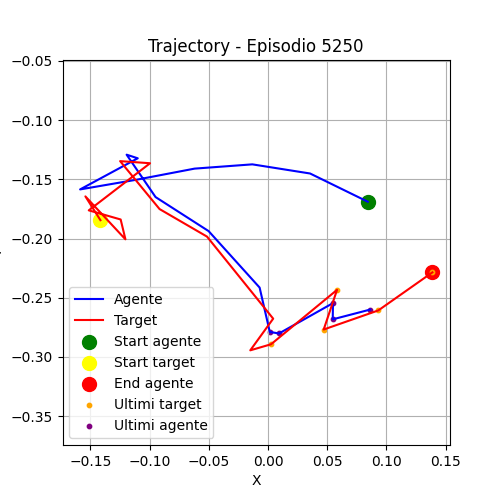 Trajectory - Episodio 5250
−0.05
−0.10
−0.15
−0.20
−0.25
−0.30
−0.35
Agente
Target
Start agente
Start target
End agente
Ultimi target
Ultimi agente
−0.15
−0.10
−0.05
0.00
0.05
0.10
0.15
X